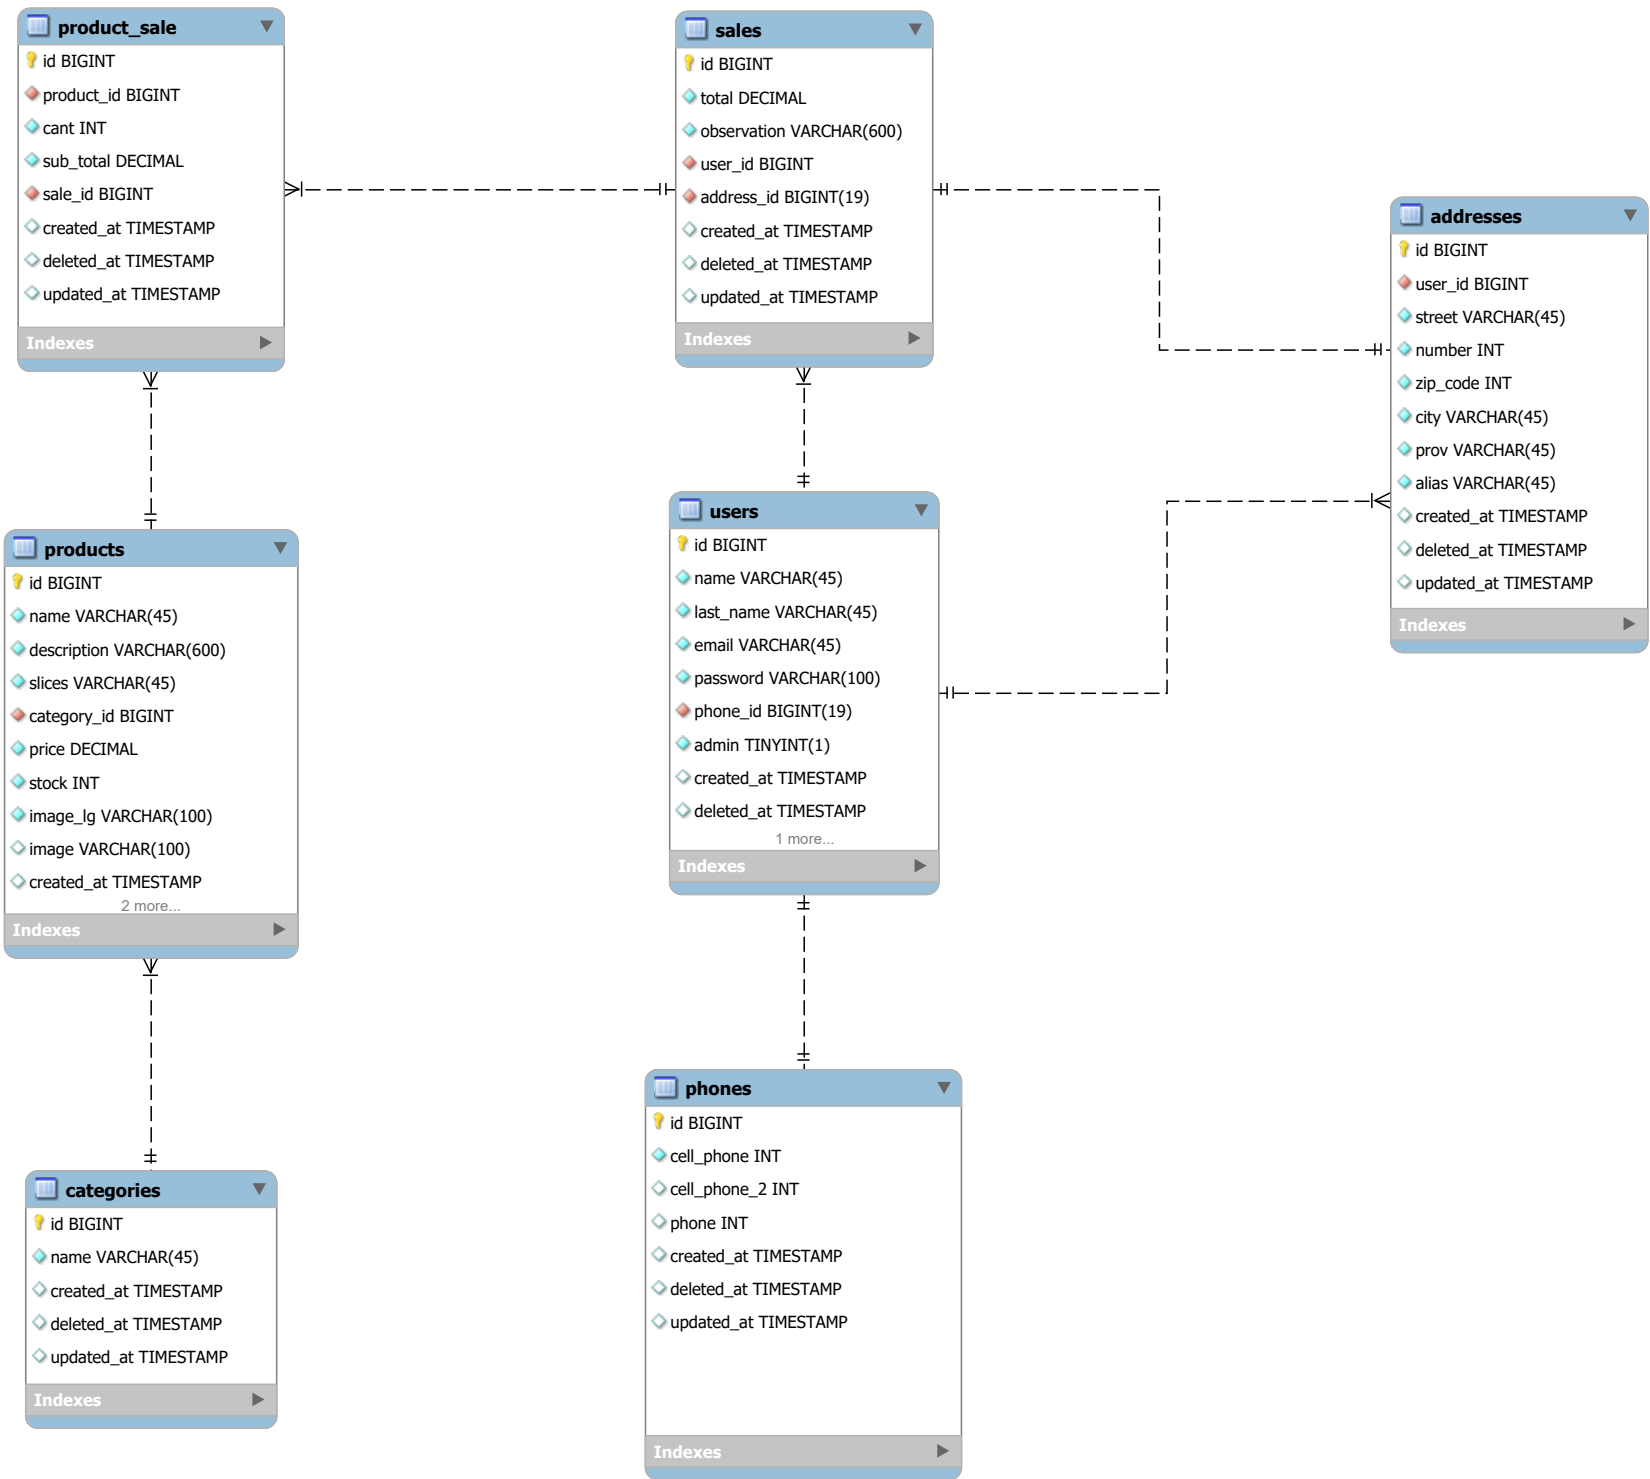 product_sale
id BIGINT
product_id BIGINT
cant INT
sub_total DECIMAL
sale_id BIGINT
created_at TIMESTAMP
deleted_at TIMESTAMP
updated_at TIMESTAMP
Indexes
sales
id BIGINT
total DECIMAL
observation VARCHAR(600)
user_id BIGINT
address_id BIGINT(19)
created_at TIMESTAMP
deleted_at TIMESTAMP
updated_at TIMESTAMP
Indexes
addresses
id BIGINT
user_id BIGINT
street VARCHAR(45)
number INT
zip_code INT
city VARCHAR(45)
prov VARCHAR(45)
alias VARCHAR(45)
created_at TIMESTAMP
deleted_at TIMESTAMP
updated_at TIMESTAMP
Indexes
products
id BIGINT
name VARCHAR(45)
description VARCHAR(600)
slices VARCHAR(45)
category_id BIGINT
price DECIMAL
stock INT
image_lg VARCHAR(100)
image VARCHAR(100)
created_at TIMESTAMP
2 more...
Indexes
users
id BIGINT
name VARCHAR(45)
last_name VARCHAR(45)
email VARCHAR(45)
password VARCHAR(100)
phone_id BIGINT(19)
admin TINYINT(1)
created_at TIMESTAMP
deleted_at TIMESTAMP
1 more...
Indexes
categories
id BIGINT
name VARCHAR(45)
created_at TIMESTAMP
deleted_at TIMESTAMP
updated_at TIMESTAMP
Indexes
phones
id BIGINT
cell_phone INT
cell_phone_2 INT
phone INT
created_at TIMESTAMP
deleted_at TIMESTAMP
updated_at TIMESTAMP
Indexes